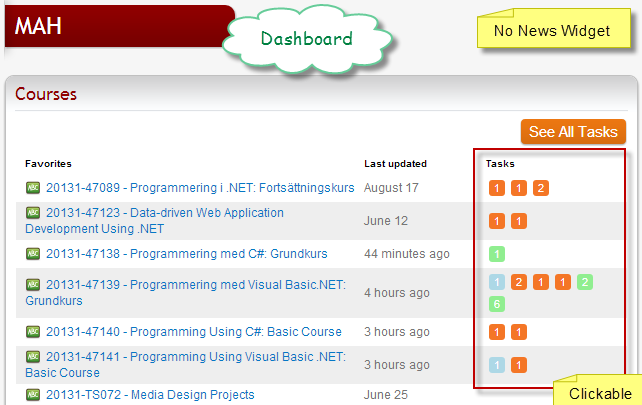 MAH
Dashboard
No News Widget
Courses
See All Tasks
Favorites Last updated Tasks
ABC 20131-47089 - Programmering i .NET: Fortsättningskurs August 17 1 1 2
ABC 20131-47123 - Data-driven Web Application
Development Using .NET June 12 1 1
ABC 20131-47138 - Programmering med C#: Grundkurs 44 minutes ago 1
ABC 20131-47139 - Programmering med Visual Basic.NET:
Grundkurs 4 hours ago 1 2 1 1 2
6
ABC 20131-47140 - Programming Using C#: Basic Course 3 hours ago 1 1
ABC 20131-47141 - Programming Using Visual Basic .NET:
Basic Course 3 hours ago 1 1
ABC 20131-TS072 - Media Design Projects June 25
Clickable